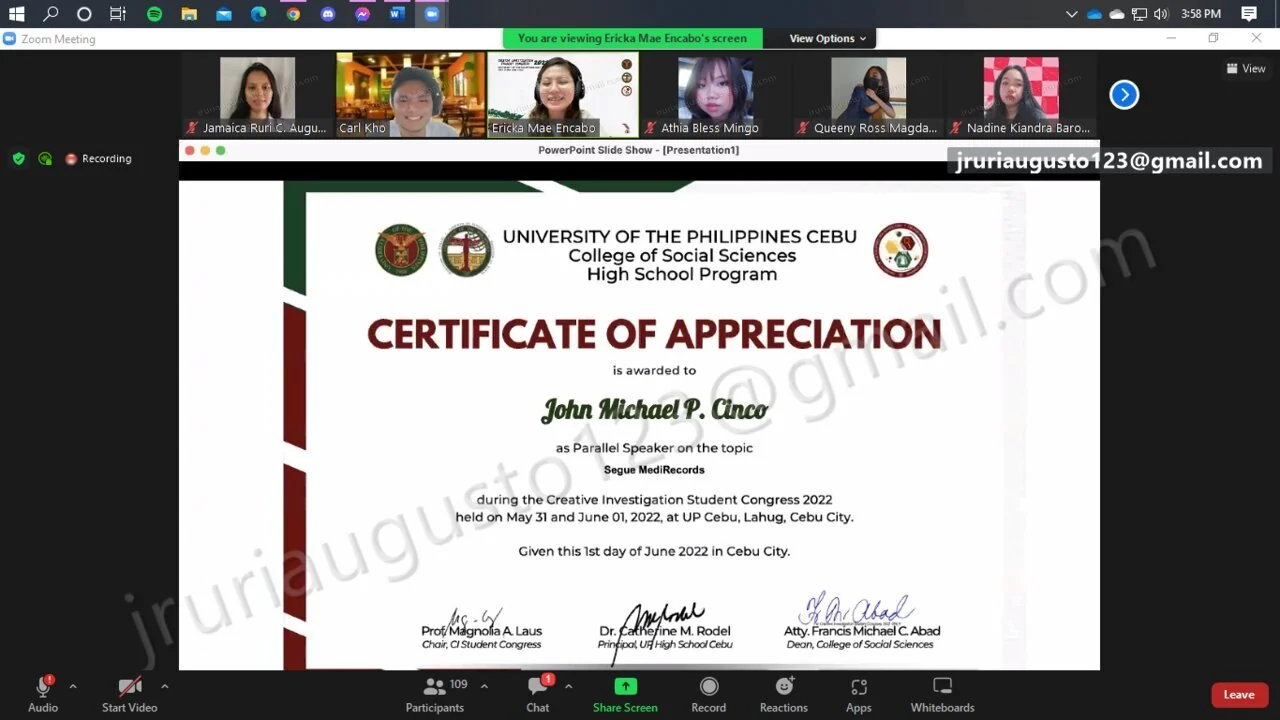 3:58 PM
Zoom Meeting
You are viewing Ericka Mae Encabo's screen
View Options
View
Jamaica Ruri C. Augu...
Carl Kho
Ericka Mae Encabo
Athia Bless Mingo
Queeny Ross Magda...
Nadine Kiandra Baro...
Recording
PowerPoint Slide Show - [Presentation1]
jruriaugusto123@gmail.com
UNIVERSITY OF THE PHILIPPINES CEBU
College of Social Sciences
High School Program
CERTIFICATE OF APPRECIATION
is awarded to
John Michael P. Cinco
as Parallel Speaker on the topic
Segue MediRecords
during the Creative Investigation Student Congress 2022
held on May 31 and June 01, 2022, at UP Cebu, Lahug, Cebu City.
Given this 1st day of June 2022 in Cebu City.
Prof. Magnolia A. Laus
Chair, CI Student Congress
Dr. Catherine M. Rodel
Principal, UP High School Cebu
Atty. Francis Michael C. Abad
Dean, College of Social Sciences
jruriaugusto123@gmail.com
Audio
Start Video
109
Participants
1
Chat
Share Screen
Record
Reactions
Apps
Whiteboards
Leave